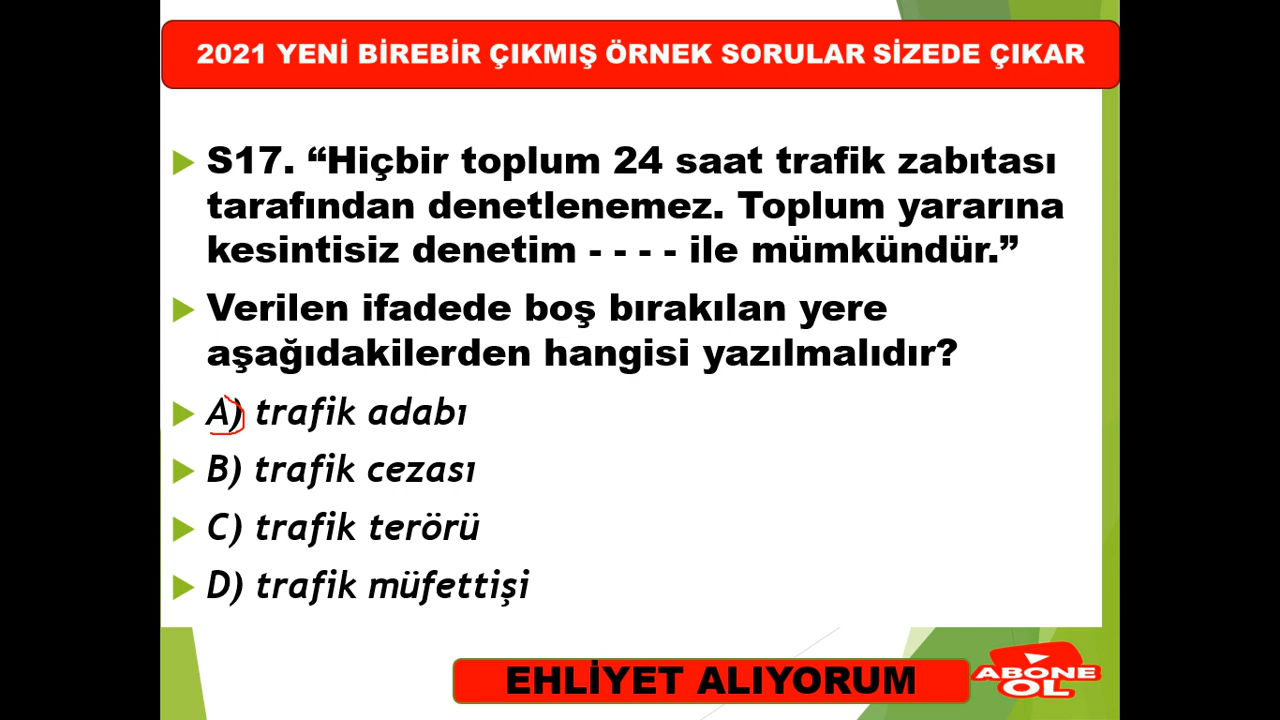 2021 YENİ BİREBİR ÇIKMIŞ ÖRNEK SORULAR SİZEDE ÇIKAR
S17. “Hiçbir toplum 24 saat trafik zabıtası
tarafından denetlenemez. Toplum yararına
kesintisiz denetim - - - - ile mümkündür.”
Verilen ifadede boş bırakılan yere
aşağıdakilerden hangisi yazılmalıdır?
A) trafik adabı
B) trafik cezası
C) trafik terörü
D) trafik müfettişi
EHLİYET ALIYORUM
ABONE
OL